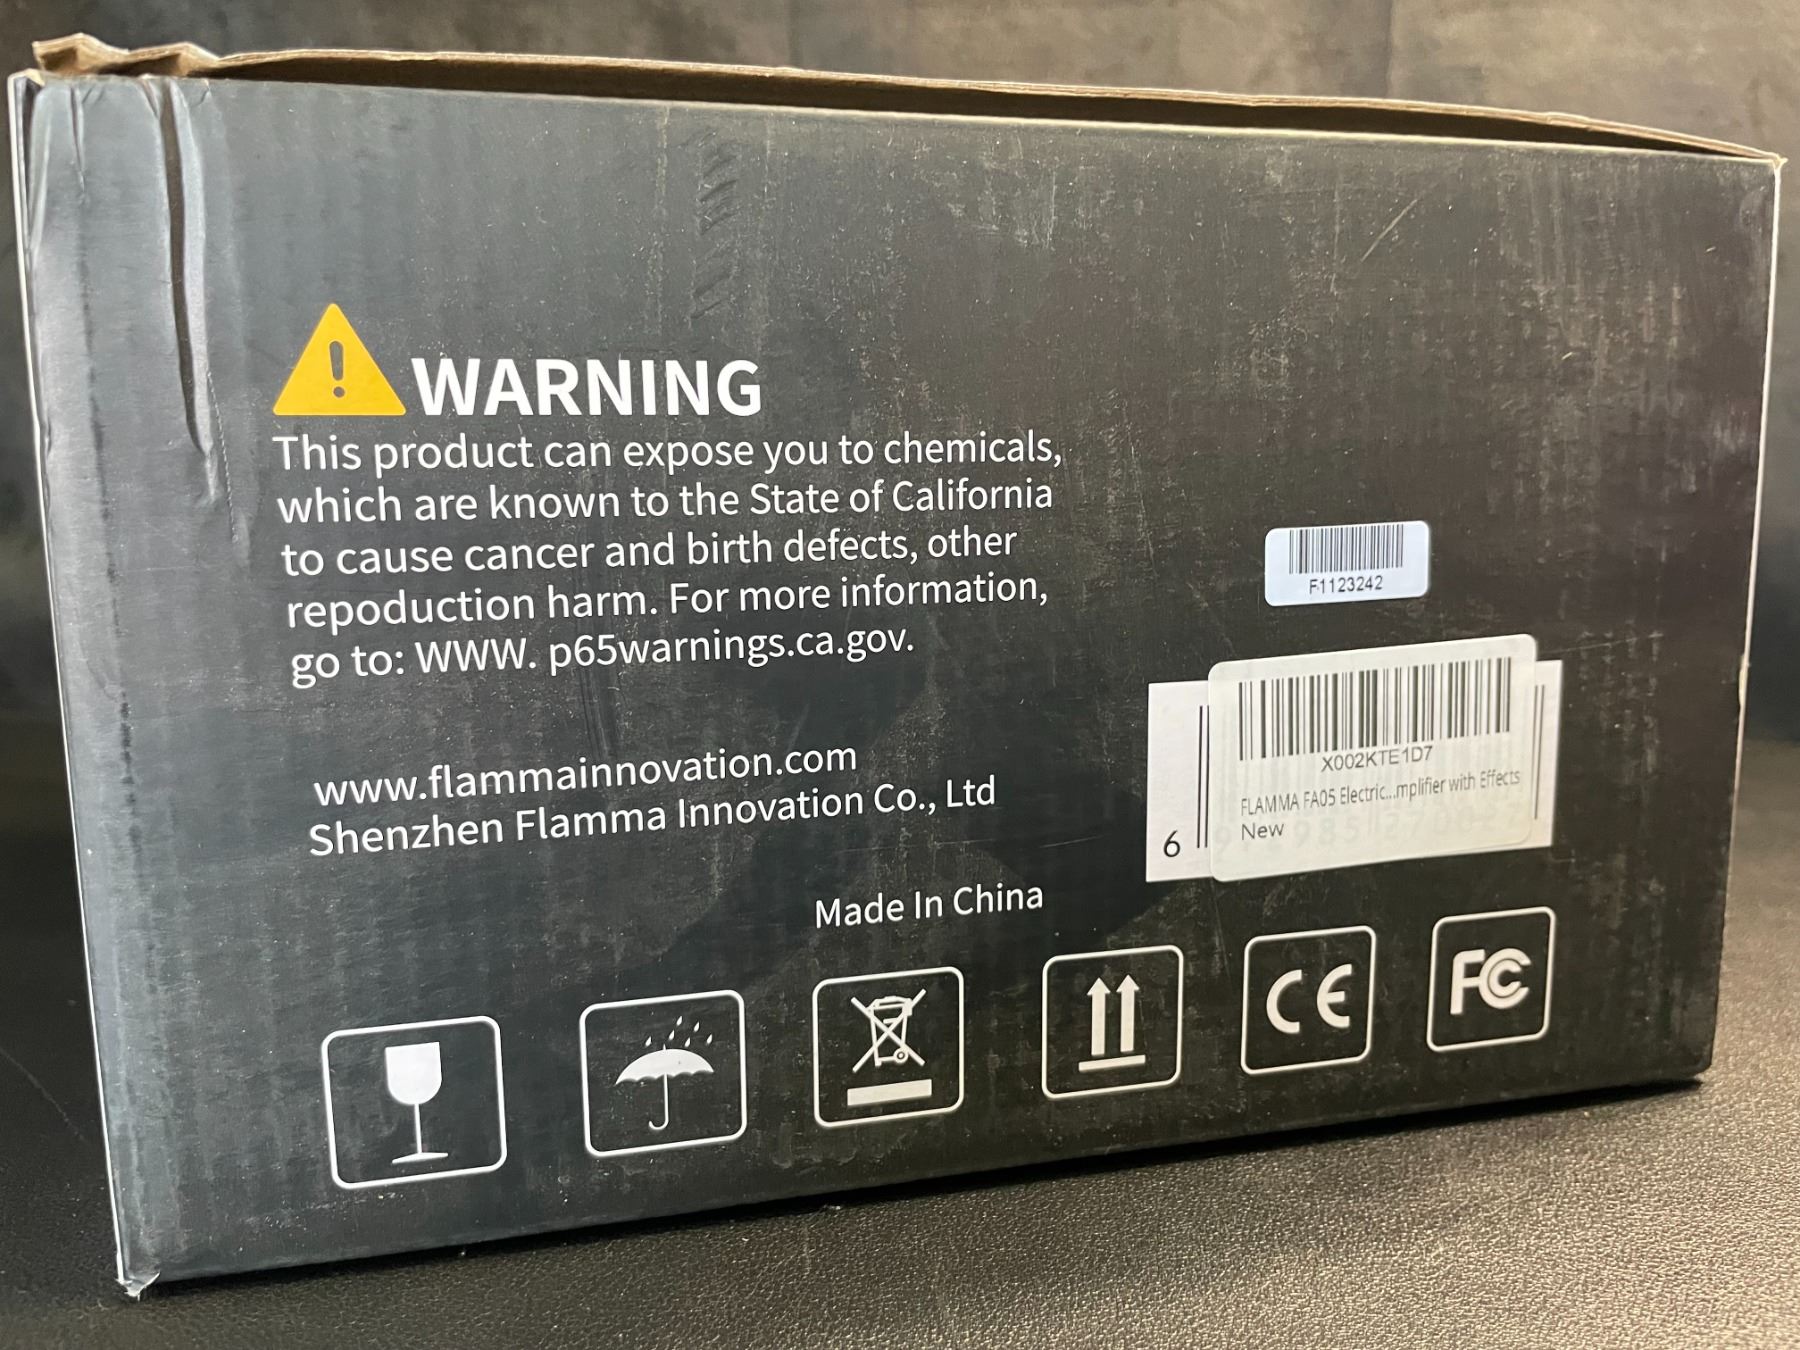 WARNING
This product can expose you to chemicals,
which are known to the State of California
to cause cancer and birth defects, other
repoduction harm. For more information,
go to: WWW. p65warnings.ca.gov.
www.flammainnovation.com
Shenzhen Flamma Innovation Co., Ltd
Made In China
F1123242
X002KTE1D7
FLAMMA FA05 Electric...mplifier with Effects
New
6
CE
FC